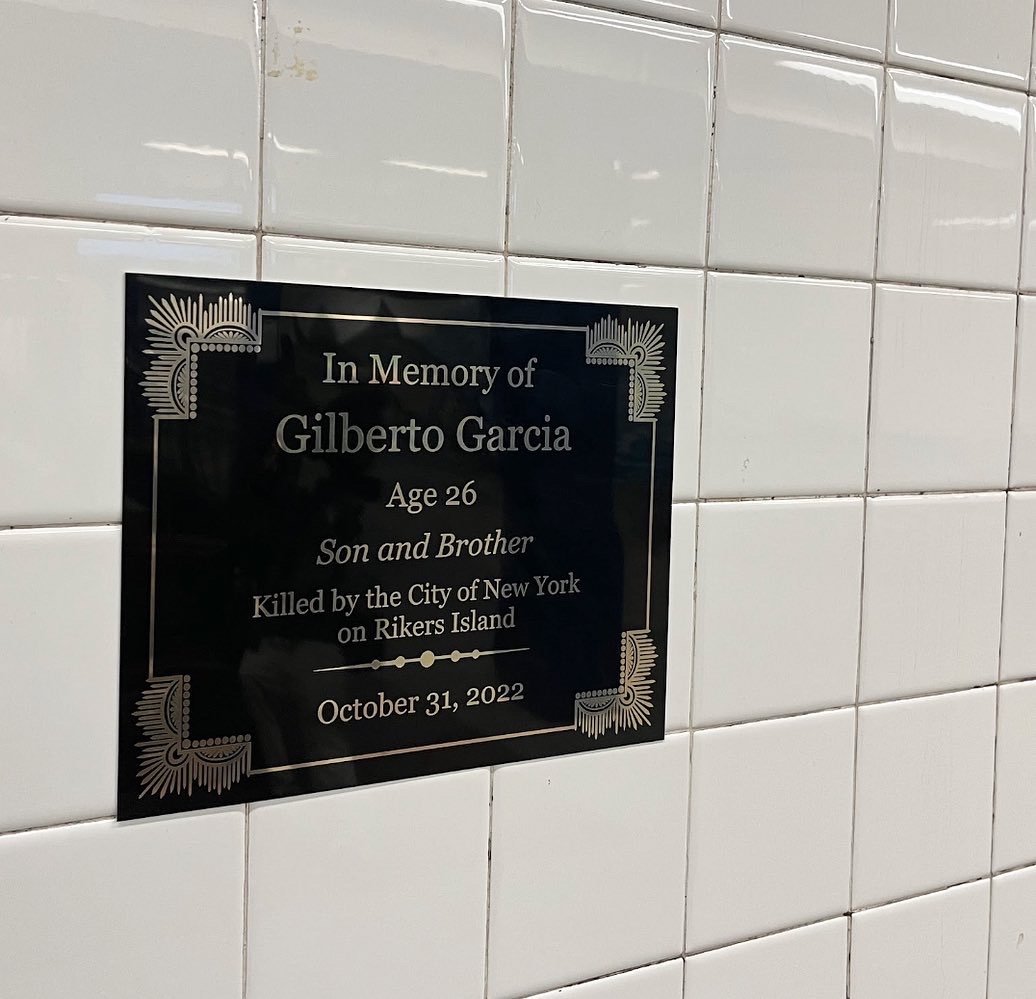 In Memory of
Gilberto Garcia
Age 26
Son and Brother
Killed by the City of New York
on Rikers Island
October 31, 2022